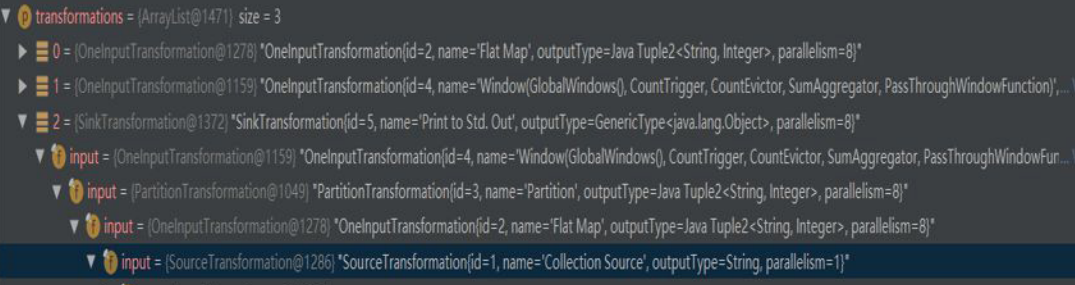 transformations = {ArrayList@1471} size = 3
0 = {OneInputTransformation@1278} "OneInputTransformation{id=2, name='Flat Map', outputType=Java Tuple2<String, Integer>, parallelism=8}"
1 = {OneInputTransformation@1159} "OneInputTransformation{id=4, name='Window(GlobalWindows(), CountTrigger, CountEvictor, SumAggregator, PassThroughWindowFunction)',...
2 = {SinkTransformation@1372} "SinkTransformation{id=5, name='Print to Std. Out', outputType=GenericType<java.lang.Object>, parallelism=8}"
input = {OneInputTransformation@1159} "OneInputTransformation{id=4, name='Window(GlobalWindows(), CountTrigger, CountEvictor, SumAggregator, PassThroughWindowFun...
input = {PartitionTransformation@1049} "PartitionTransformation{id=3, name='Partition', outputType=Java Tuple2<String, Integer>, parallelism=8}"
input = {OneInputTransformation@1278} "OneInputTransformation{id=2, name='Flat Map', outputType=Java Tuple2<String, Integer>, parallelism=8}"
input = {SourceTransformation@1286} "SourceTransformation{id=1, name='Collection Source', outputType=String, parallelism=1}"